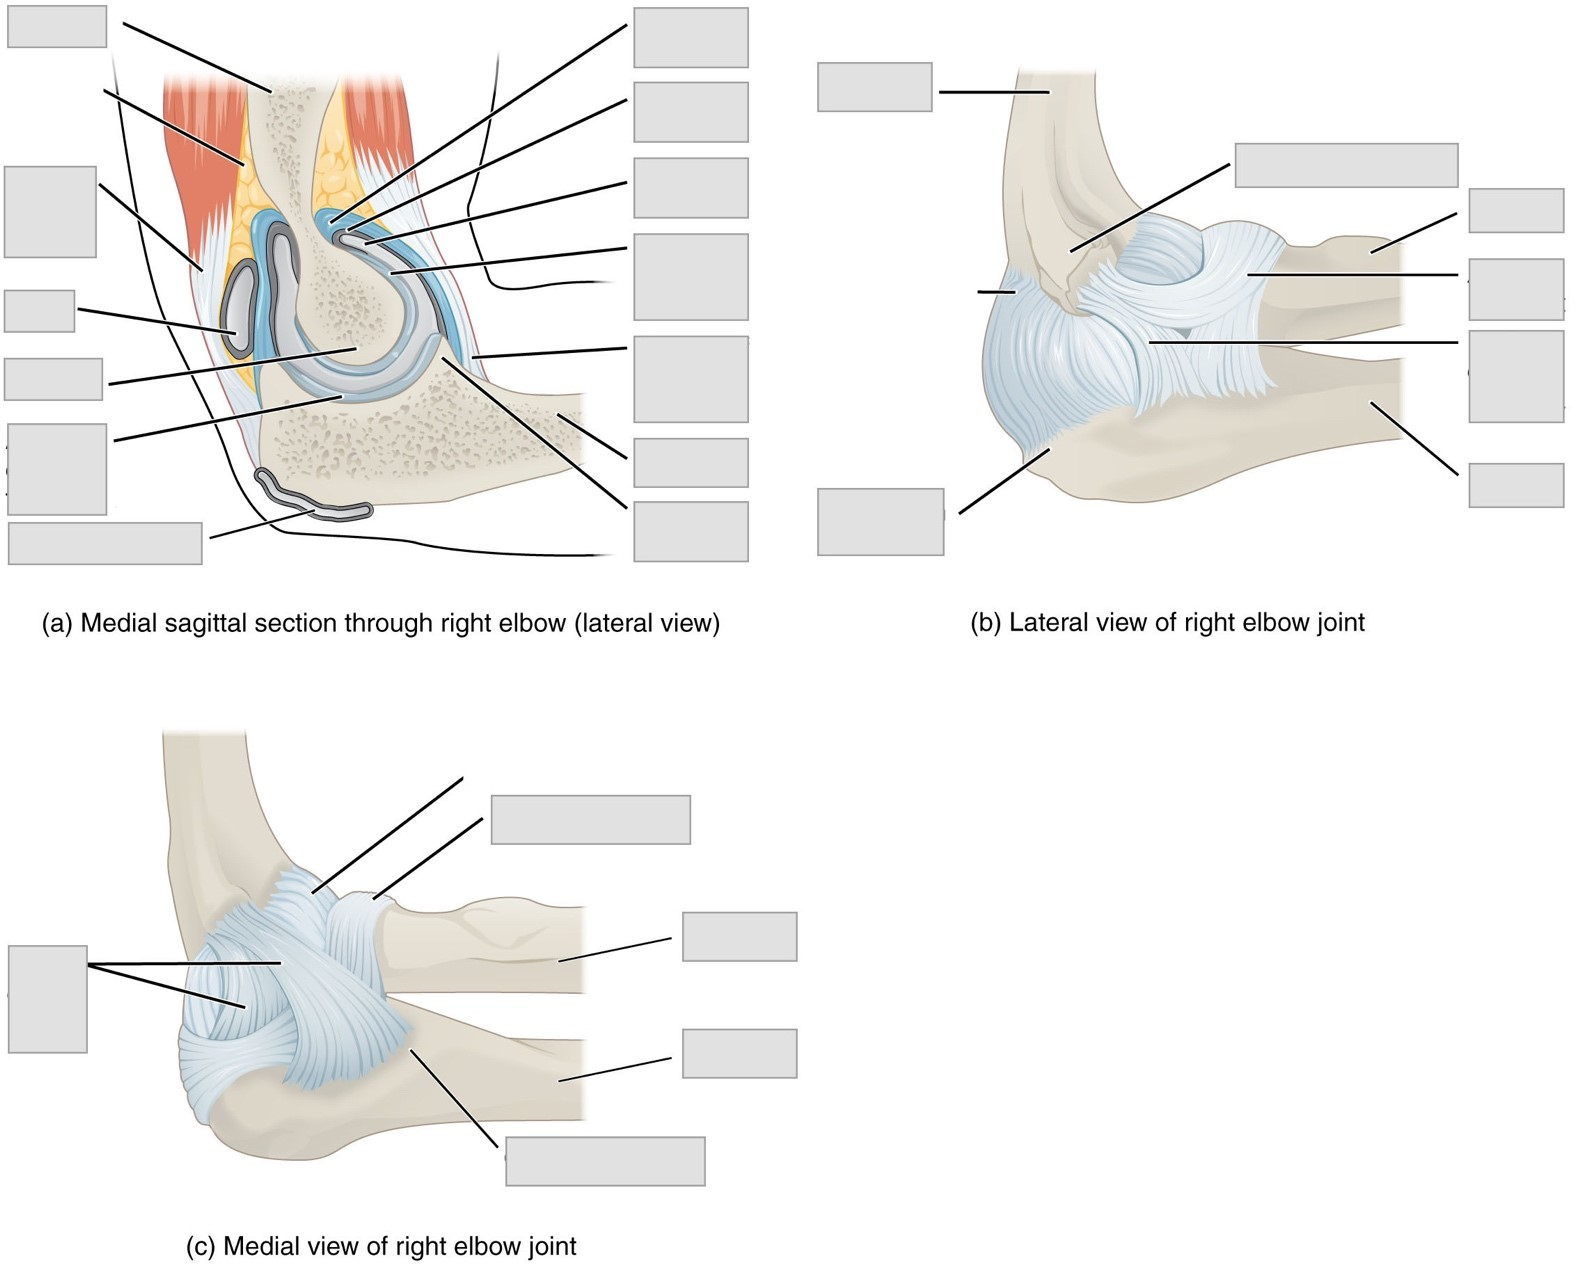 (a) Medial sagittal section through right elbow (lateral view)
(b) Lateral view of right elbow joint
(c) Medial view of right elbow joint